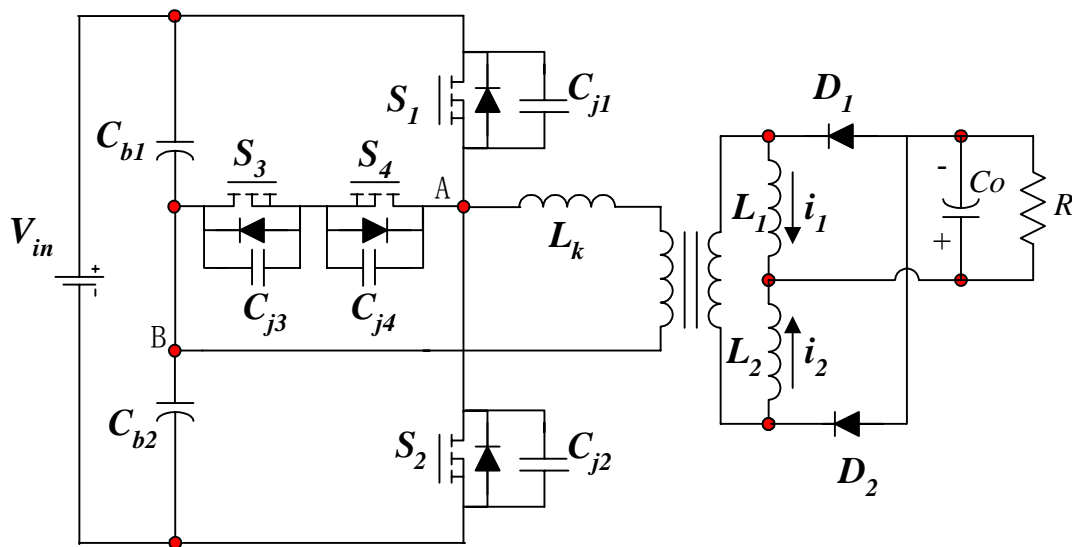 S1
Cj1
D1
Cb1
S3
S4
A
-
Co
R
L1
i1
Vin
+
-
Lk
+
Cj3
Cj4
B
L2
i2
Cb2
S2
Cj2
D2